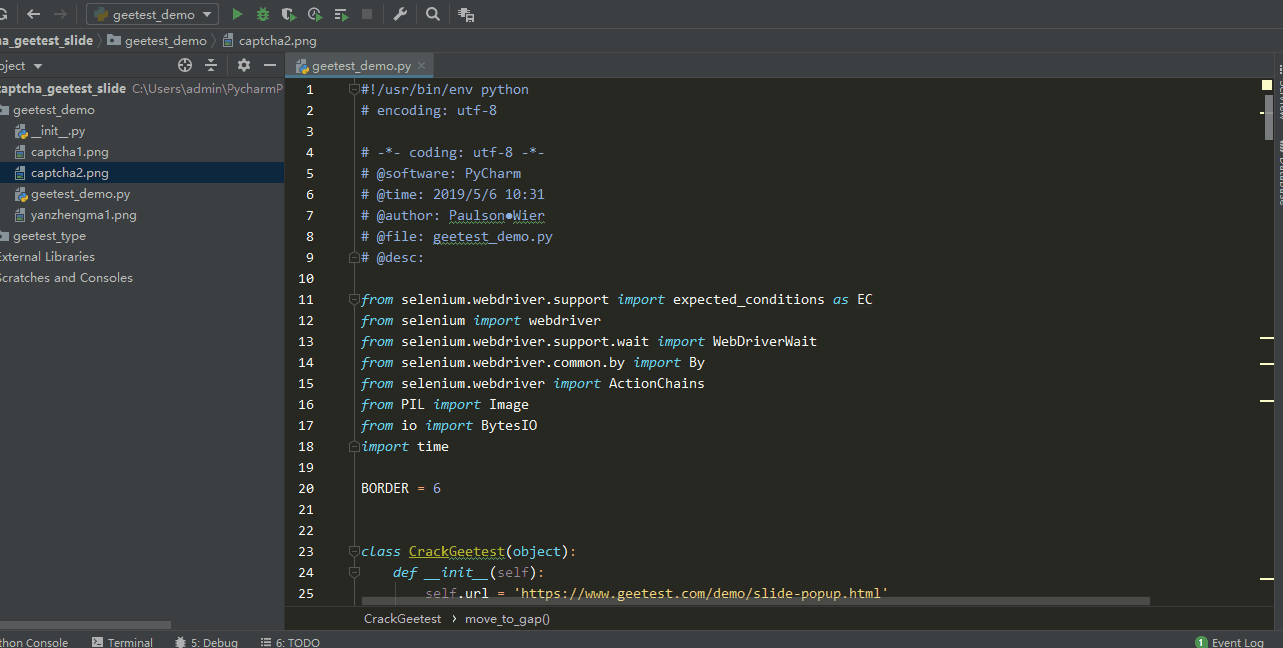 geetest_demo
a_geetest_slide
geetest_demo
captcha2.png
ject
geetest_demo.py
captcha_geetest_slide C:\Users\admin\PycharmP
geetest_demo
__init__.py
captcha1.png
captcha2.png
geetest_demo.py
yanzhengma1.png
geetest_type
External Libraries
Scratches and Consoles
1 #!/usr/bin/env python
2 # encoding: utf-8
3
4 # -*- coding: utf-8 -*-
5 # @software: PyCharm
6 # @time: 2019/5/6 10:31
7 # @author: Paulson●Wier
8 # @file: geetest_demo.py
9 # @desc:
10
11 from selenium.webdriver.support import expected_conditions as EC
12 from selenium import webdriver
13 from selenium.webdriver.support.wait import WebDriverWait
14 from selenium.webdriver.common.by import By
15 from selenium.webdriver import ActionChains
16 from PIL import Image
17 from io import BytesIO
18 import time
19
20 BORDER = 6
21
22
23 class CrackGeetest(object):
24 def __init__(self):
25 self.url = 'https://www.geetest.com/demo/slide-popup.html'
CrackGeetest › move_to_gap()
thon Console
Terminal
5: Debug
6: TODO
1 Event Log
Database